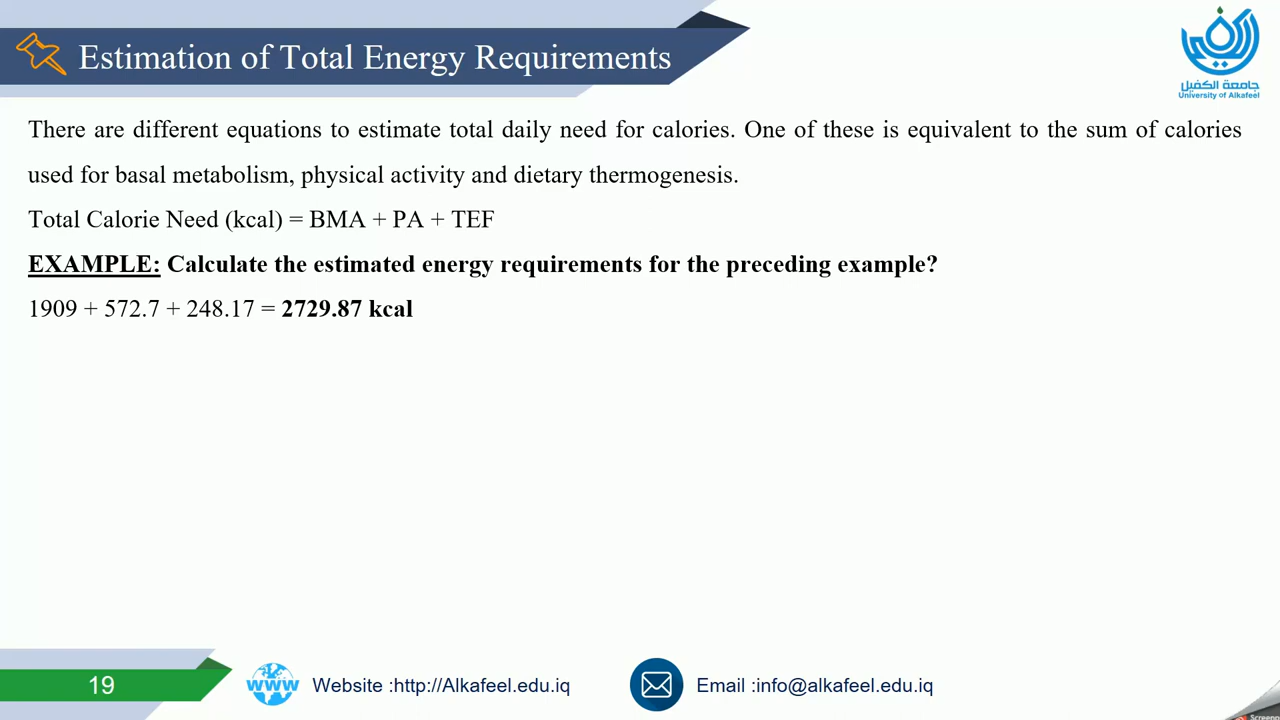 Estimation of Total Energy Requirements
جامعة الكفيل
University of Alkafeel
There are different equations to estimate total daily need for calories. One of these is equivalent to the sum of calories
used for basal metabolism, physical activity and dietary thermogenesis.
Total Calorie Need (kcal) = BMA + PA + TEF
EXAMPLE: Calculate the estimated energy requirements for the preceding example?
1909 + 572.7 + 248.17 = 2729.87 kcal
19
www
Website :http://Alkafeel.edu.iq
Email :info@alkafeel.edu.iq